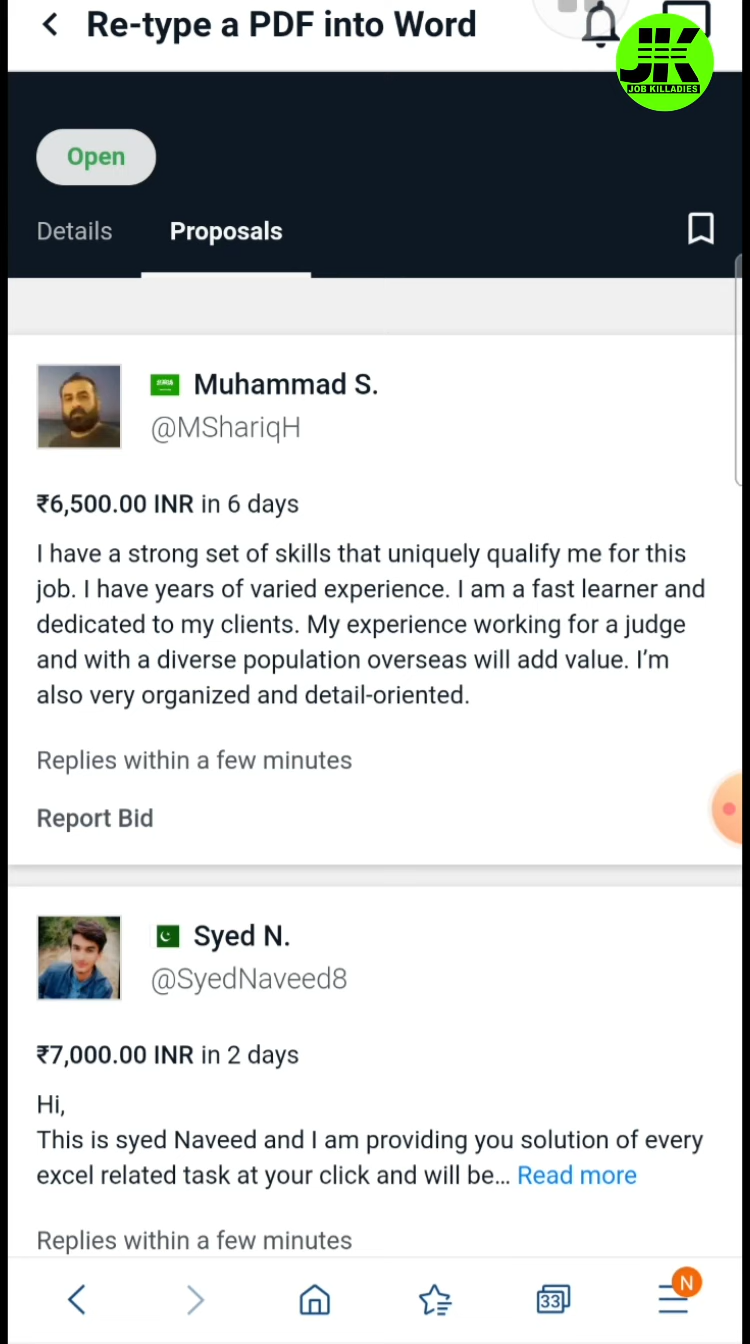 Re-type a PDF into Word
JK
JOB KILLADIES
Open
Details
Proposals
Muhammad S.
@MShariqH
₹6,500.00 INR in 6 days
I have a strong set of skills that uniquely qualify me for this
job. I have years of varied experience. I am a fast learner and
dedicated to my clients. My experience working for a judge
and with a diverse population overseas will add value. I’m
also very organized and detail-oriented.
Replies within a few minutes
Report Bid
Syed N.
@SyedNaveed8
₹7,000.00 INR in 2 days
Hi,
This is syed Naveed and I am providing you solution of every
excel related task at your click and will be... Read more
Replies within a few minutes
33
N